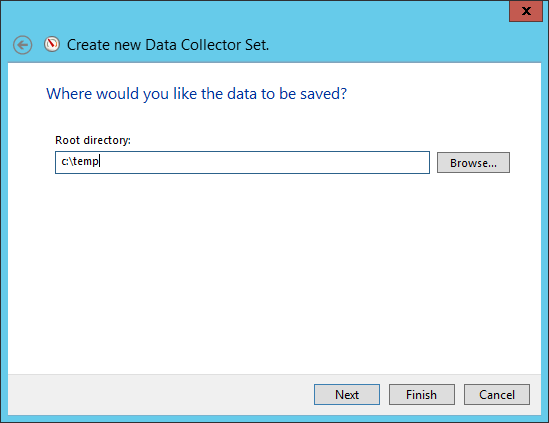 x
Create new Data Collector Set.
Where would you like the data to be saved?
Root directory:
c:\temp
Browse...
Next
Finish
Cancel